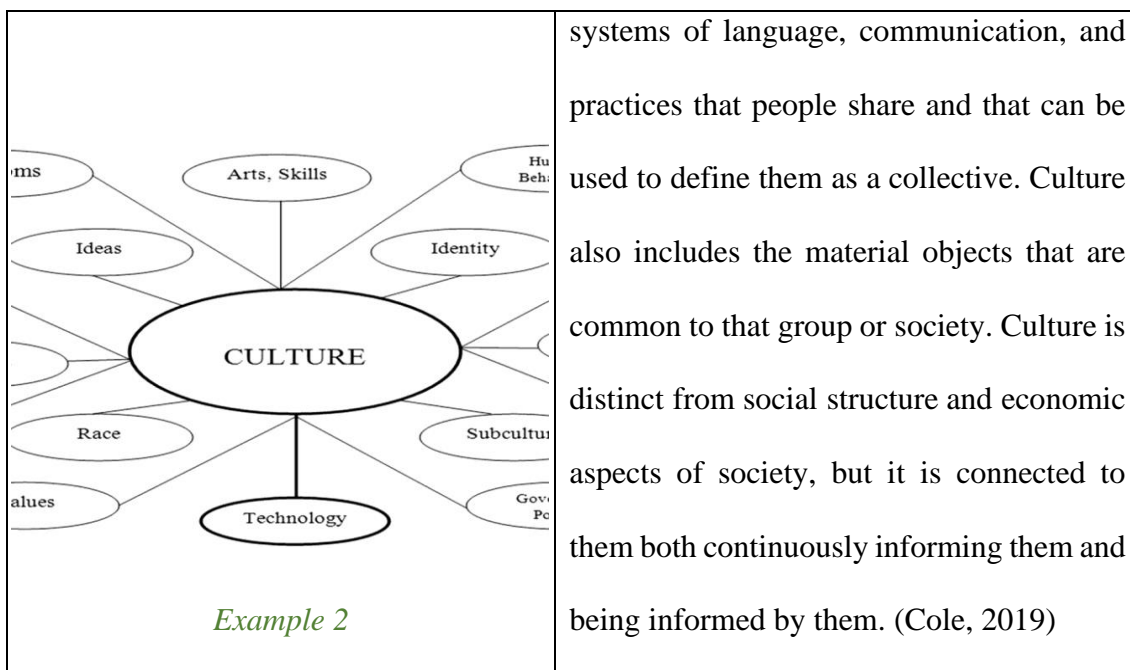 Arts, Skills
Ideas
Identity
CULTURE
Race
Technology
Example 2
systems of language, communication, and
practices that people share and that can be
used to define them as a collective. Culture
also includes the material objects that are
common to that group or society. Culture is
distinct from social structure and economic
aspects of society, but it is connected to
them both continuously informing them and
being informed by them. (Cole, 2019)